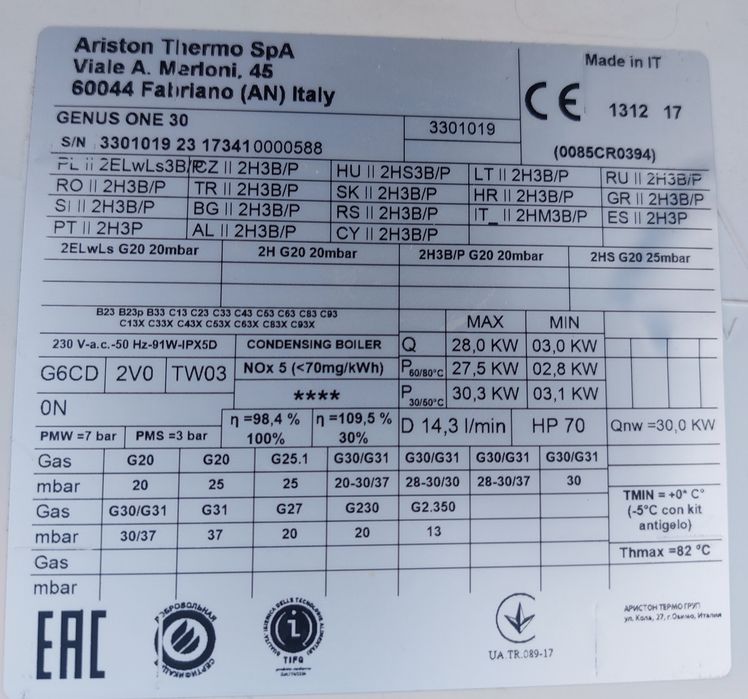 Ariston Thermo SpA
Viale A. Merloni, 45
60044 Fabriano (AN) Italy
Made in IT
CE 1312 17
(0085CR0394)
GENUS ONE 30
3301019
S/N 3301019 23 173410000588
PL II 2ELwLs3B/P CZ II 2H3B/P HU II 2HS3B/P LT II 2H3B/P RU II 2H3B/P
RO II 2H3B/P TR II 2H3B/P SK II 2H3B/P HR II 2H3B/P GR II 2H3B/P
SI II 2H3B/P BG II 2H3B/P RS II 2H3B/P IT_ II 2HM3B/P ES II 2H3P
PT II 2H3P AL II 2H3B/P CY II 2H3B/P
2ELwLs G20 20mbar 2H G20 20mbar 2H3B/P G20 20mbar 2HS G20 25mbar
B23 B23p B33 C13 C23 C33 C43 C53 C63 C83 C93
C13X C33X C43X C53X C63X C83X C93X
MAX MIN
230 V-a.c.-50 Hz-91W-IPX5D CONDENSING BOILER Q 28,0 KW 03,0 KW
G6CD 2V0 TW03 NOx 5 (<70mg/kWh) P60/80°C 27,5 KW 02,8 KW
**** P30/50°C 30,3 KW 03,1 KW
0N
η =98,4 % η =109,5 % D 14,3 l/min HP 70 Qnw =30,0 KW
PMW =7 bar PMS =3 bar 100% 30%
Gas G20 G20 G25.1 G30/G31 G30/G31 G30/G31 G30/G31
mbar 20 25 25 20-30/37 28-30/30 28-30/37 30
Gas G30/G31 G31 G27 G230 G2.350
mbar 30/37 37 20 20 13
Gas
mbar
TMIN = +0° C°
(-5°C con kit
antigelo)
Thmax =82 °C
EAC
ДОБРОВОЛЬНАЯ
TIFQ
UA.TR.089-17
АРИСТОН ТЕРМО ГРУП